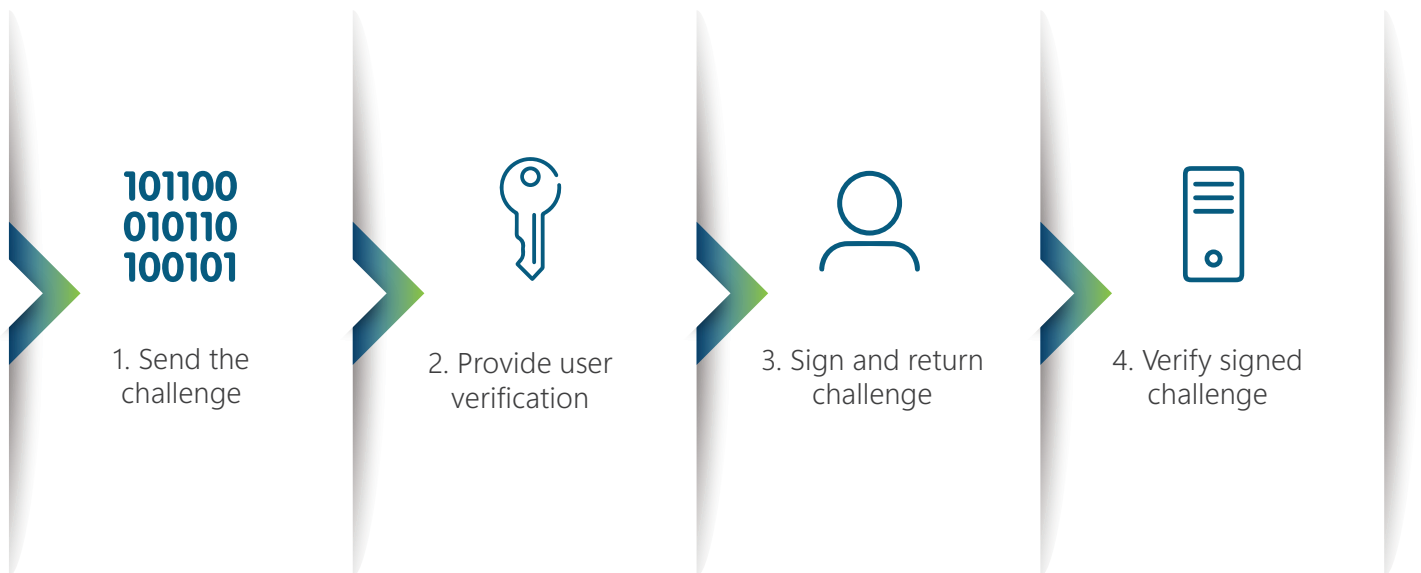 101100
010110
100101
1. Send the
challenge
2. Provide user
verification
3. Sign and return
challenge
4. Verify signed
challenge